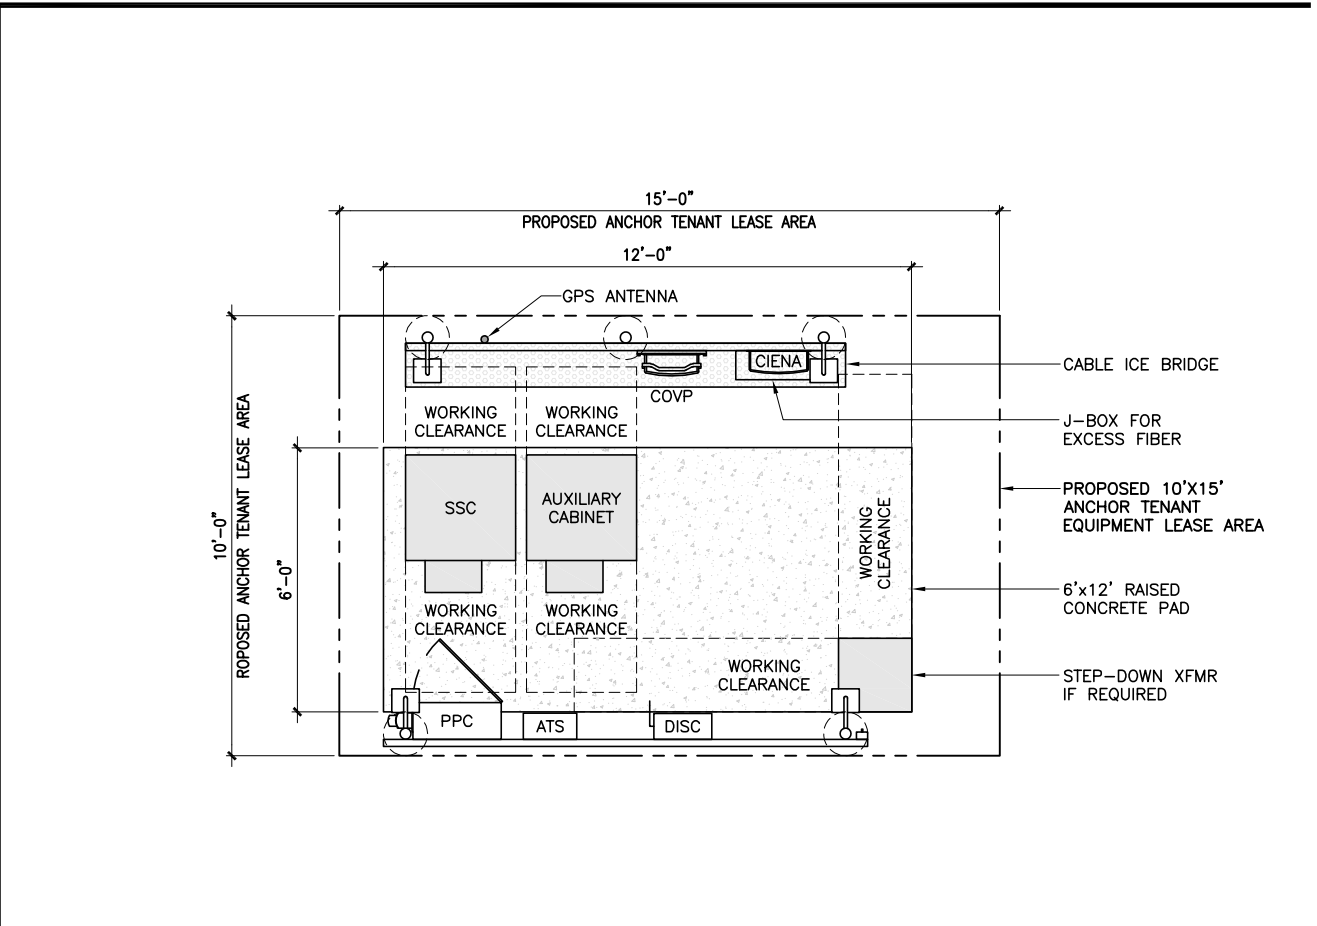 15'-0"
PROPOSED ANCHOR TENANT LEASE AREA
12'-0"
GPS ANTENNA
CIENA
CABLE ICE BRIDGE
COVP
J-BOX FOR
EXCESS FIBER
WORKING
CLEARANCE
WORKING
CLEARANCE
10'-0"
ROPOSED ANCHOR TENANT LEASE AREA
6'-0"
SSC
AUXILIARY
CABINET
WORKING
CLEARANCE
PROPOSED 10'X15'
ANCHOR TENANT
EQUIPMENT LEASE AREA
6'x12' RAISED
CONCRETE PAD
WORKING
CLEARANCE
WORKING
CLEARANCE
WORKING
CLEARANCE
STEP-DOWN XFMR
IF REQUIRED
PPC
ATS
DISC